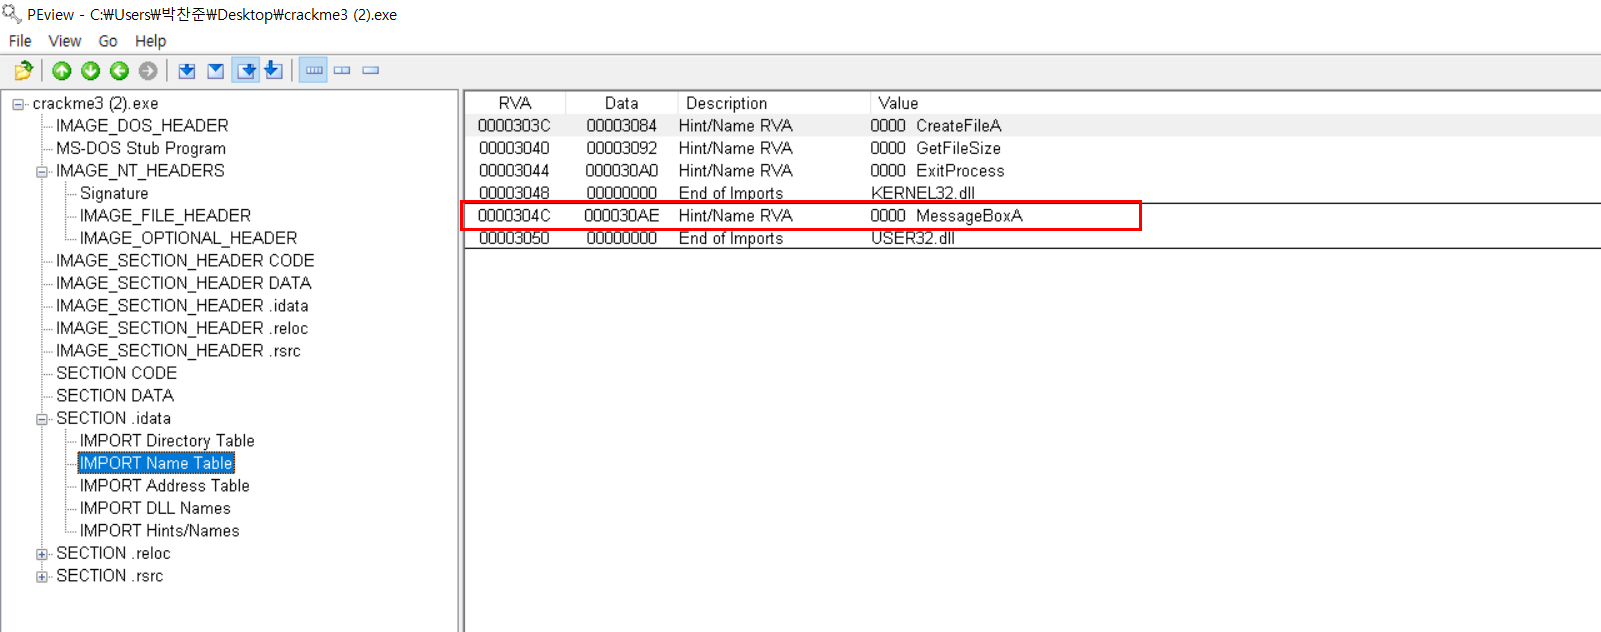 PEview - C:₩Users₩박찬준₩Desktop₩crackme3 (2).exe
File View Go Help
crackme3 (2).exe
IMAGE_DOS_HEADER
MS-DOS Stub Program
IMAGE_NT_HEADERS
Signature
IMAGE_FILE_HEADER
IMAGE_OPTIONAL_HEADER
IMAGE_SECTION_HEADER CODE
IMAGE_SECTION_HEADER DATA
IMAGE_SECTION_HEADER .idata
IMAGE_SECTION_HEADER .reloc
IMAGE_SECTION_HEADER .rsrc
SECTION CODE
SECTION DATA
SECTION .idata
IMPORT Directory Table
IMPORT Name Table
IMPORT Address Table
IMPORT DLL Names
IMPORT Hints/Names
SECTION .reloc
SECTION .rsrc
RVA Data Description Value
0000303C 00003084 Hint/Name RVA 0000 CreateFileA
00003040 00003092 Hint/Name RVA 0000 GetFileSize
00003044 000030A0 Hint/Name RVA 0000 ExitProcess
00003048 00000000 End of Imports KERNEL32.dll
0000304C 000030AE Hint/Name RVA 0000 MessageBoxA
00003050 00000000 End of Imports USER32.dll